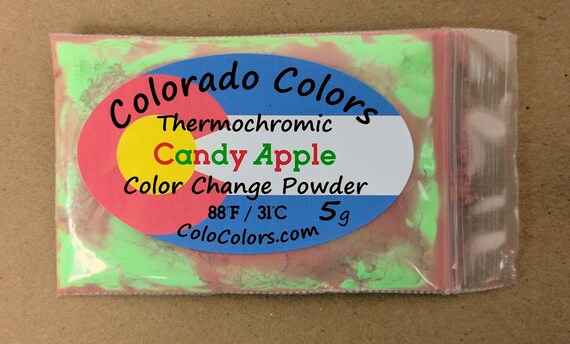 Colorado Colors
Thermochromic
Candy Apple
Color Change Powder
88°F / 31°C 5g
ColoColors.com